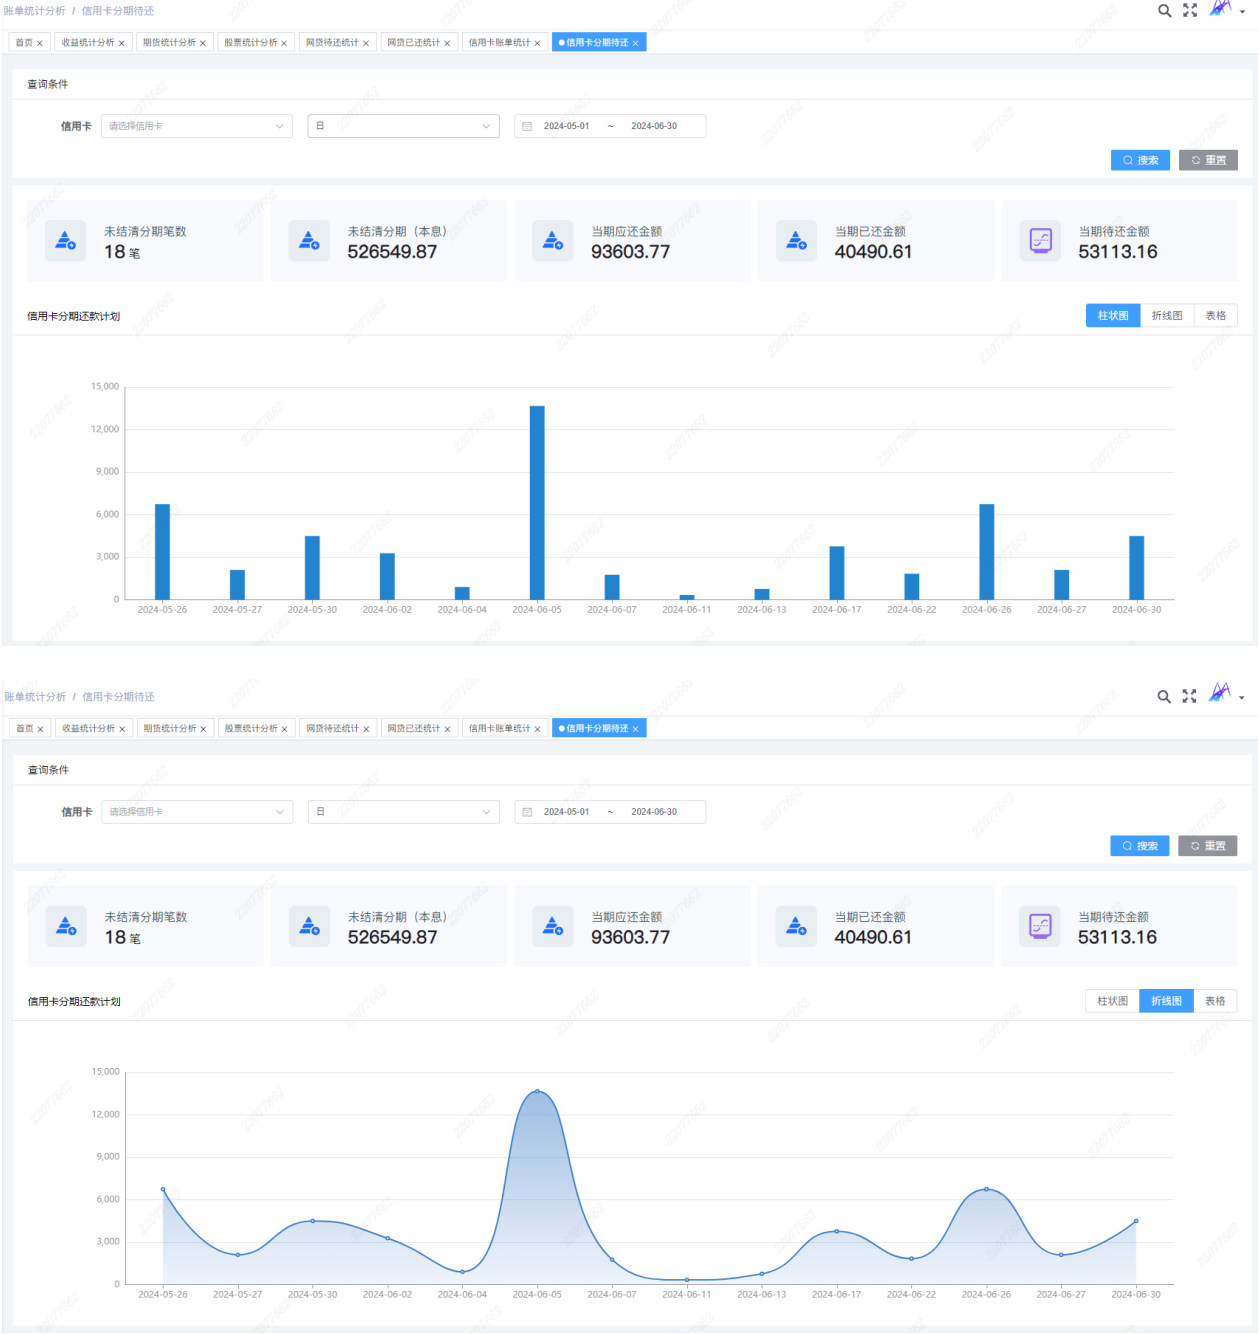 账单统计分析 / 信用卡分期待还
首页 × 收益统计分析 × 期货统计分析 × 股票统计分析 × 网贷待还统计 × 网贷已还统计 × 信用卡账单统计 × 信用卡分期待还 ×
查询条件
信用卡 请选择信用卡 日 2024-05-01 ~ 2024-06-30
搜索 重置
未结清分期笔数 未结清分期（本息） 当期应还金额 当期已还金额 当期待还金额
18 笔 526549.87 93603.77 40490.61 53113.16
信用卡分期还款计划 柱状图 折线图 表格
15,000
12,000
9,000
6,000
3,000
0
2024-05-26 2024-05-27 2024-05-30 2024-06-02 2024-06-04 2024-06-05 2024-06-07 2024-06-11 2024-06-13 2024-06-17 2024-06-22 2024-06-26 2024-06-27 2024-06-30
账单统计分析 / 信用卡分期待还
首页 × 收益统计分析 × 期货统计分析 × 股票统计分析 × 网贷待还统计 × 网贷已还统计 × 信用卡账单统计 × 信用卡分期待还 ×
查询条件
信用卡 请选择信用卡 日 2024-05-01 ~ 2024-06-30
搜索 重置
未结清分期笔数 未结清分期（本息） 当期应还金额 当期已还金额 当期待还金额
18 笔 526549.87 93603.77 40490.61 53113.16
信用卡分期还款计划 柱状图 折线图 表格
15,000
12,000
9,000
6,000
3,000
0
2024-05-26 2024-05-27 2024-05-30 2024-06-02 2024-06-04 2024-06-05 2024-06-07 2024-06-11 2024-06-13 2024-06-17 2024-06-22 2024-06-26 2024-06-27 2024-06-30
22077662